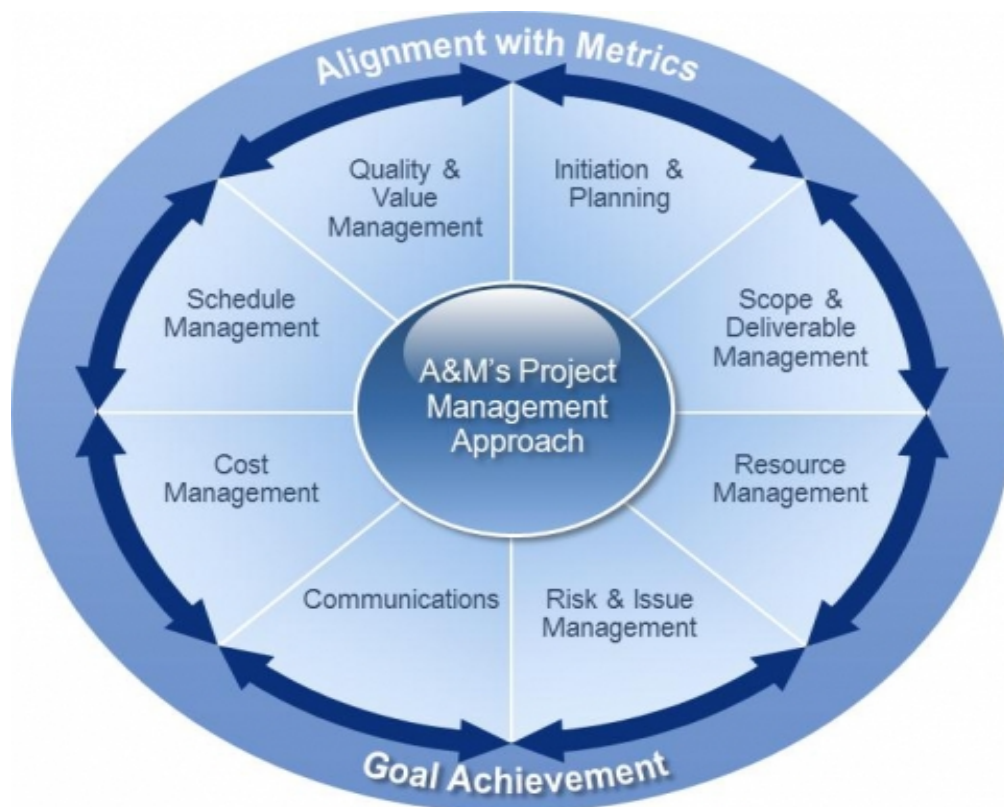 Alignment with Metrics
Quality &
Value
Management
Initiation &
Planning
Schedule
Management
Scope &
Deliverable
Management
A&M's Project
Management
Approach
Cost
Management
Resource
Management
Communications
Risk & Issue
Management
Goal Achievement